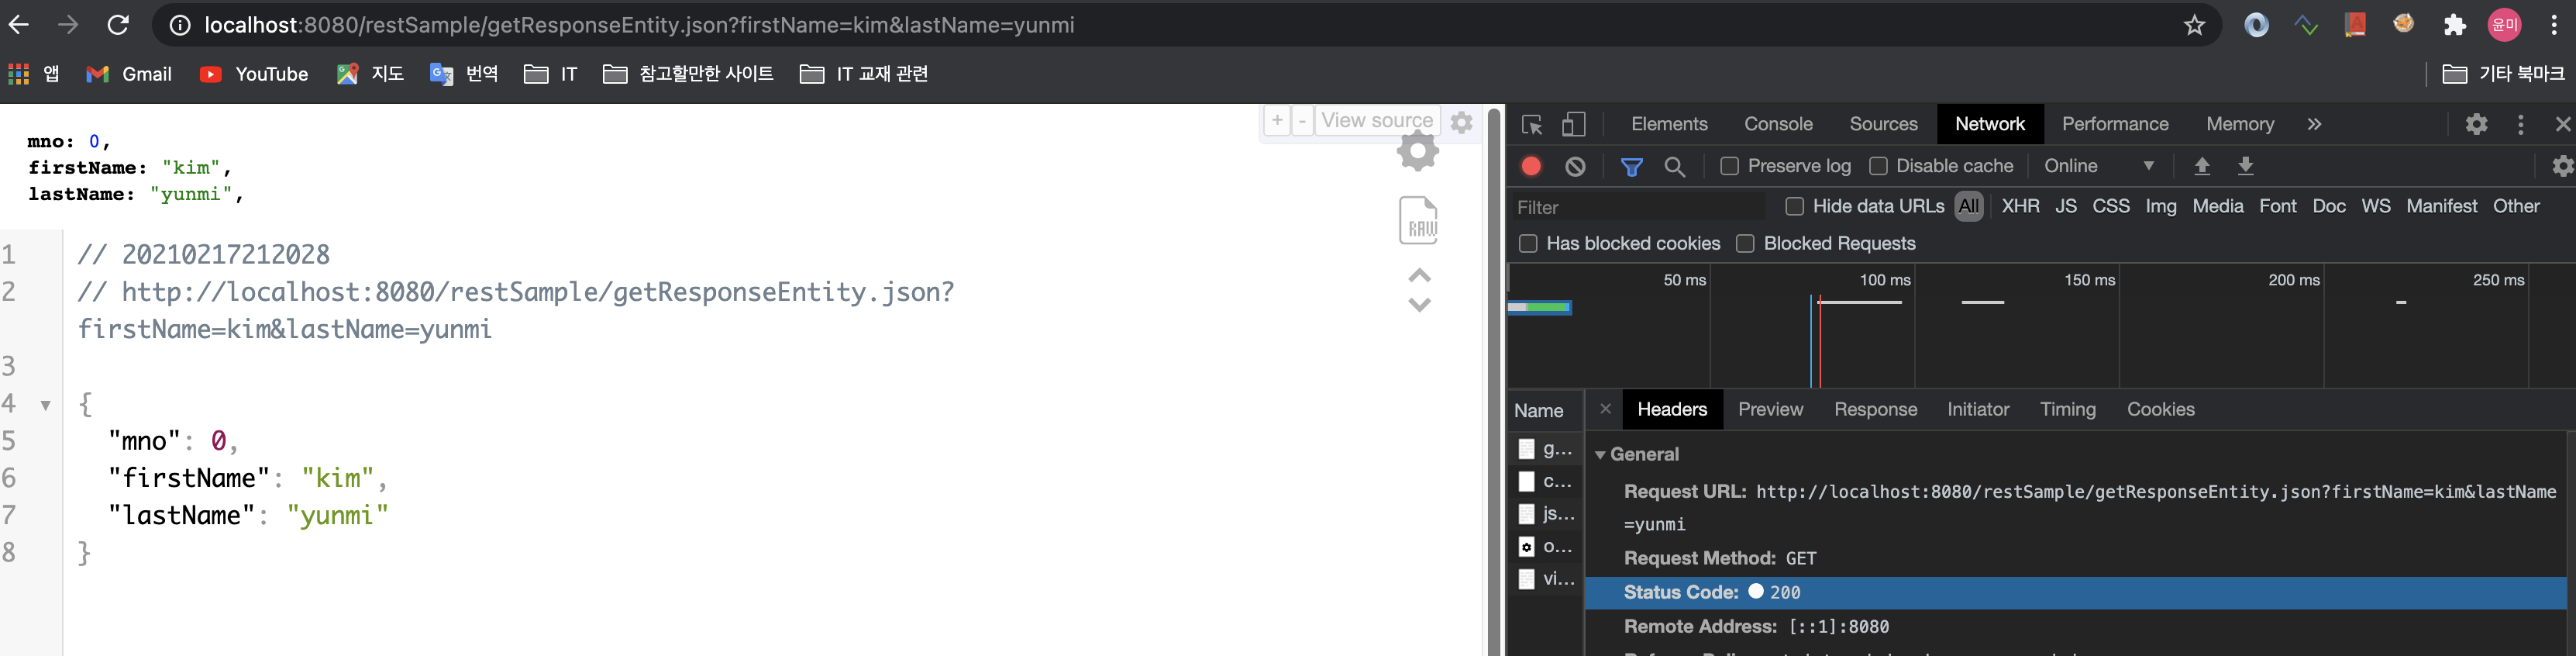 localhost:8080/restSample/getResponseEntity.json?firstName=kim&lastName=yunmi
윤미
앱 Gmail YouTube 지도 번역 IT 참고할만한 사이트 IT 교재 관련 기타 북마크
+ - View source
mno: 0,
firstName: "kim",
lastName: "yunmi",
RAW
1 // 20210217212028
2 // http://localhost:8080/restSample/getResponseEntity.json?
firstName=kim&lastName=yunmi
3
4 {
5 "mno": 0,
6 "firstName": "kim",
7 "lastName": "yunmi"
8 }
Elements Console Sources Network Performance Memory »
Preserve log Disable cache Online
Filter Hide data URLs All XHR JS CSS Img Media Font Doc WS Manifest Other
Has blocked cookies Blocked Requests
50 ms 100 ms 150 ms 200 ms 250 ms
Name × Headers Preview Response Initiator Timing Cookies
g...
c...
js...
o...
vi...
General
Request URL: http://localhost:8080/restSample/getResponseEntity.json?firstName=kim&lastName
=yunmi
Request Method: GET
Status Code: 200
Remote Address: [::1]:8080